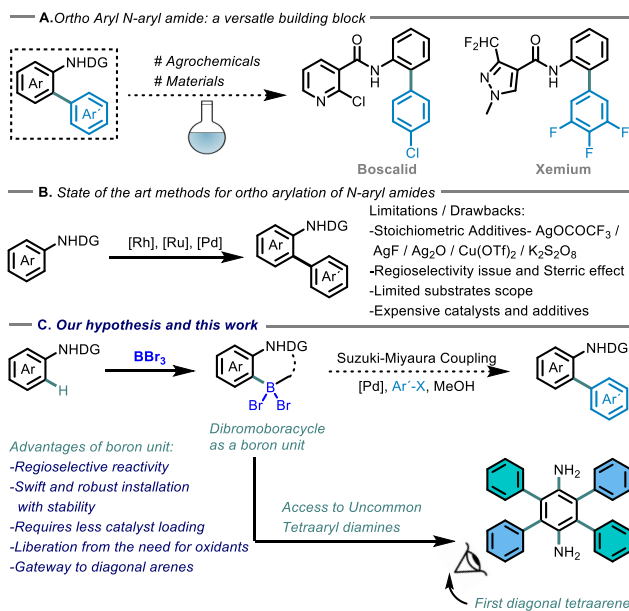 A. Ortho Aryl N-aryl amide: a versatle building block
NHDG
Ar
Ar´
# Agrochemicals
# Materials
O
N
H
N
Cl
Cl
Boscalid
F2HC
O
N
H
N
N
Me
F
F
F
Xemium
B. State of the art methods for ortho arylation of N-aryl amides
NHDG
Ar
[Rh], [Ru], [Pd]
NHDG
Ar
Ar´
Limitations / Drawbacks:
-Stoichiometric Additives- AgOCOCF3 /
AgF / Ag2O / Cu(OTf)2 / K2S2O8
-Regioselectivity issue and Sterric effect
-Limited substrates scope
-Expensive catalysts and additives
C. Our hypothesis and this work
NHDG
Ar
H
BBr3
NHDG
Ar
B
Br
Br
Dibromoboracycle
as a boron unit
Suzuki-Miyaura Coupling
[Pd], Ar´-X, MeOH
NHDG
Ar
Ar´
Advantages of boron unit:
-Regioselective reactivity
-Swift and robust installation
with stability
-Requires less catalyst loading
-Liberation from the need for oxidants
-Gateway to diagonal arenes
Access to Uncommon
Tetraaryl diamines
NH2
NH2
First diagonal tetraarene